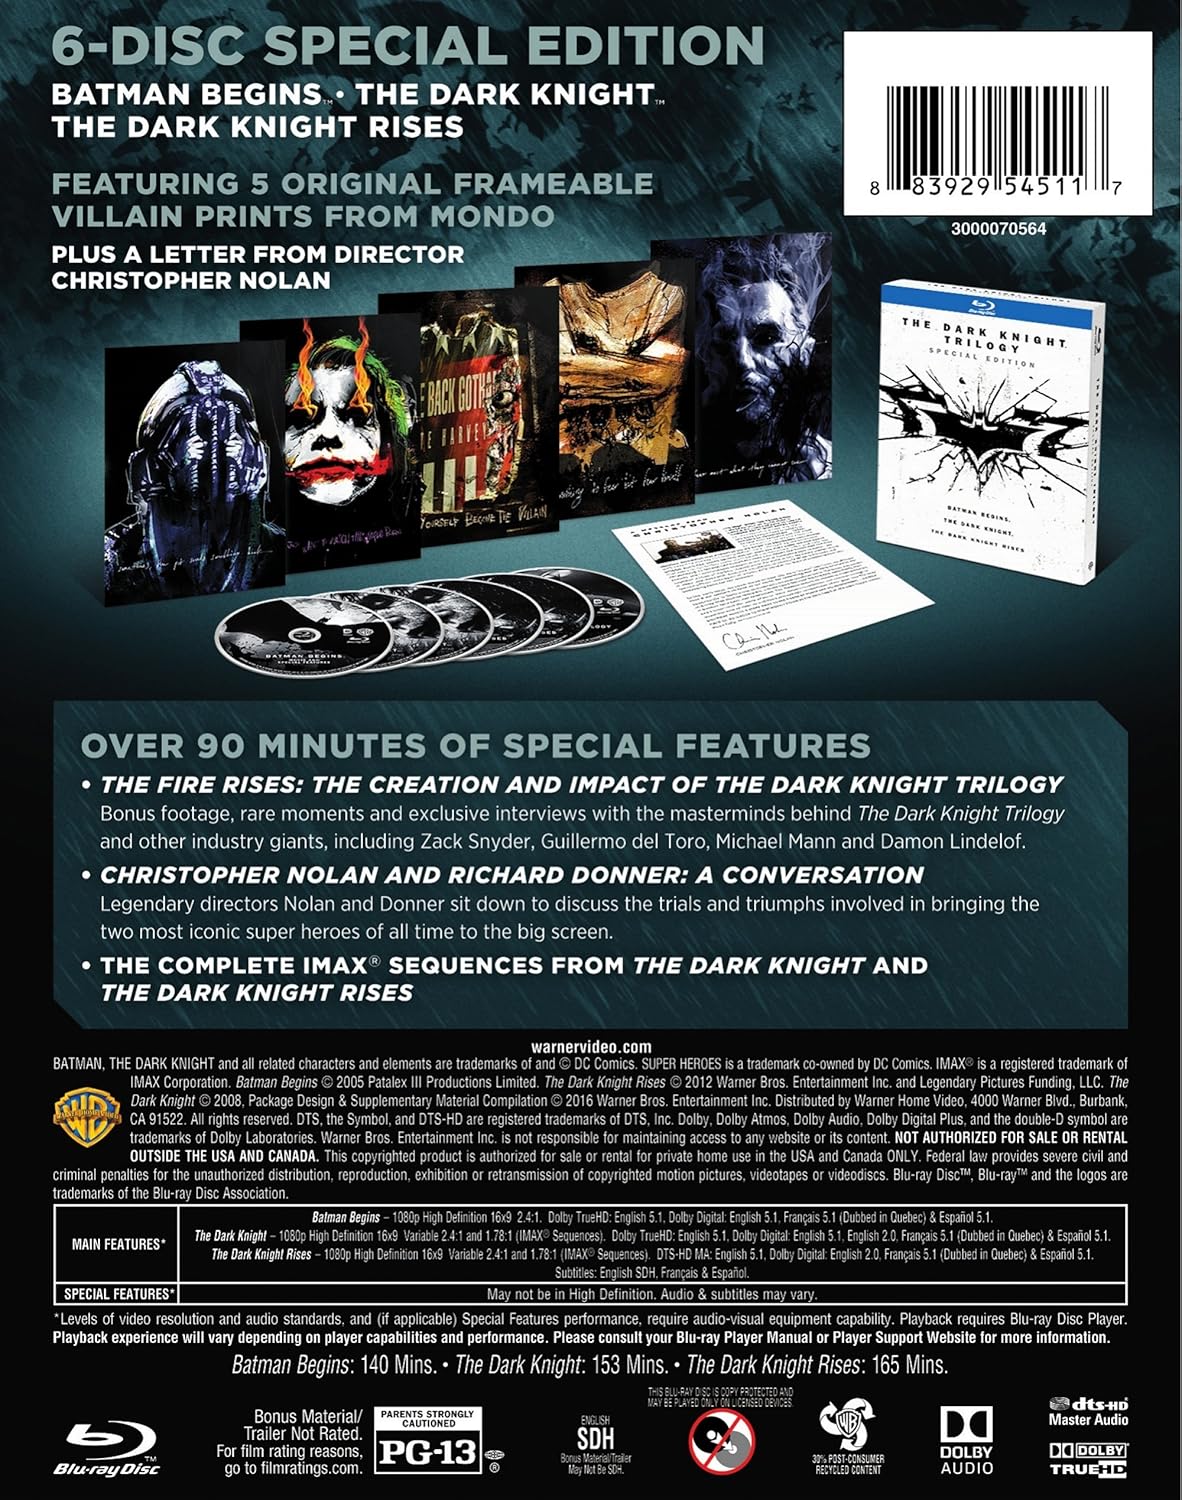 6-DISC SPECIAL EDITION
BATMAN BEGINS™ • THE DARK KNIGHT™
THE DARK KNIGHT RISES
FEATURING 5 ORIGINAL FRAMEABLE
VILLAIN PRINTS FROM MONDO
PLUS A LETTER FROM DIRECTOR
CHRISTOPHER NOLAN
8 83929 54511 7
3000070564
Blu-ray Disc
THE DARK KNIGHT
TRILOGY
SPECIAL EDITION
BATMAN BEGINS,
THE DARK KNIGHT,
THE DARK KNIGHT RISES
BACK GOTH
HARVEY
YOURSELF BECOME THE VILLAIN
CHRISTOPHER NOLAN
CHRISTOPHER NOLAN
BATMAN BEGINS
SPECIAL FEATURES
OVER 90 MINUTES OF SPECIAL FEATURES
• THE FIRE RISES: THE CREATION AND IMPACT OF THE DARK KNIGHT TRILOGY
Bonus footage, rare moments and exclusive interviews with the masterminds behind The Dark Knight Trilogy
and other industry giants, including Zack Snyder, Guillermo del Toro, Michael Mann and Damon Lindelof.
• CHRISTOPHER NOLAN AND RICHARD DONNER: A CONVERSATION
Legendary directors Nolan and Donner sit down to discuss the trials and triumphs involved in bringing the
two most iconic super heroes of all time to the big screen.
• THE COMPLETE IMAX® SEQUENCES FROM THE DARK KNIGHT AND
THE DARK KNIGHT RISES
warnervideo.com
BATMAN, THE DARK KNIGHT and all related characters and elements are trademarks of and © DC Comics. SUPER HEROES is a trademark co-owned by DC Comics. IMAX® is a registered trademark of
IMAX Corporation. Batman Begins © 2005 Patalex III Productions Limited. The Dark Knight Rises © 2012 Warner Bros. Entertainment Inc. and Legendary Pictures Funding, LLC. The
Dark Knight © 2008, Package Design & Supplementary Material Compilation © 2016 Warner Bros. Entertainment Inc. Distributed by Warner Home Video, 4000 Warner Blvd., Burbank,
CA 91522. All rights reserved. DTS, the Symbol, and DTS-HD are registered trademarks of DTS, Inc. Dolby, Dolby Atmos, Dolby Audio, Dolby Digital Plus, and the double-D symbol are
trademarks of Dolby Laboratories. Warner Bros. Entertainment Inc. is not responsible for maintaining access to any website or its content. NOT AUTHORIZED FOR SALE OR RENTAL
OUTSIDE THE USA AND CANADA. This copyrighted product is authorized for sale or rental for private home use in the USA and Canada ONLY. Federal law provides severe civil and
criminal penalties for the unauthorized distribution, reproduction, exhibition or retransmission of copyrighted motion pictures, videotapes or videodiscs. Blu-ray Disc™, Blu-ray™ and the logos are
trademarks of the Blu-ray Disc Association.
WARNER HOME VIDEO
MAIN FEATURES*
Batman Begins – 1080p High Definition 16x9 2.4:1. Dolby TrueHD: English 5.1, Dolby Digital: English 5.1, Français 5.1 (Dubbed in Quebec) & Español 5.1.
The Dark Knight – 1080p High Definition 16x9 Variable 2.4:1 and 1.78:1 (IMAX® Sequences). Dolby TrueHD: English 5.1, Dolby Digital: English 5.1, English 2.0, Français 5.1 (Dubbed in Quebec) & Español 5.1.
The Dark Knight Rises – 1080p High Definition 16x9 Variable 2.4:1 and 1.78:1 (IMAX® Sequences). DTS-HD MA: English 5.1, Dolby Digital: English 2.0, Français 5.1 (Dubbed in Quebec) & Español 5.1.
Subtitles: English SDH, Français & Español.
SPECIAL FEATURES*
May not be in High Definition. Audio & subtitles may vary.
*Levels of video resolution and audio standards, and (if applicable) Special Features performance, require audio-visual equipment capability. Playback requires Blu-ray Disc Player.
Playback experience will vary depending on player capabilities and performance. Please consult your Blu-ray Player Manual or Player Support Website for more information.
Batman Begins: 140 Mins. • The Dark Knight: 153 Mins. • The Dark Knight Rises: 165 Mins.
Blu-ray Disc™
Bonus Material/
Trailer Not Rated.
For film rating reasons,
go to filmratings.com.
PARENTS STRONGLY
CAUTIONED
PG-13
®
ENGLISH
SDH
Bonus Material/Trailer
May Not Be SDH.
THIS BLU-RAY DISC IS COPY PROTECTED AND
MAY BE PLAYED ONLY ON LICENSED DEVICES.
30% POST-CONSUMER
RECYCLED CONTENT
DOLBY
AUDIO
dts-HD
Master Audio
DOLBY
TRUEHD